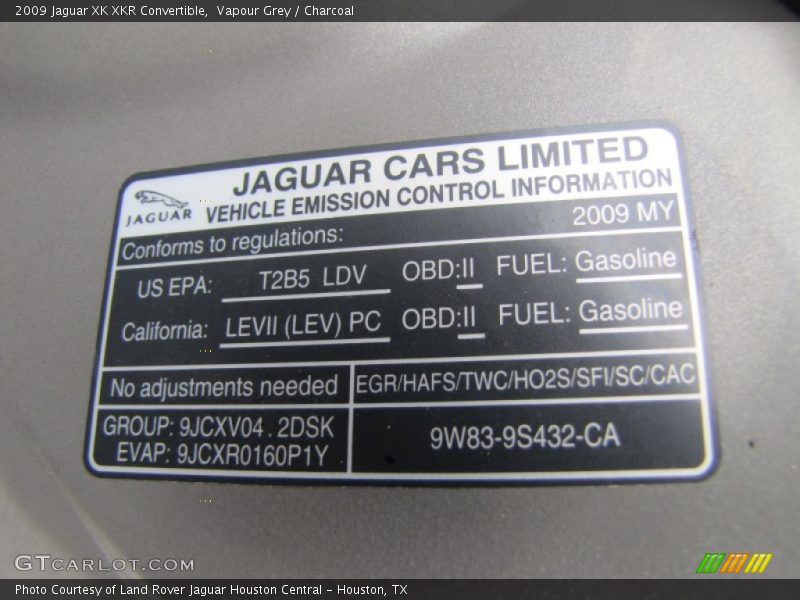 2009 Jaguar XK XKR Convertible,  Vapour Grey / Charcoal
JAGUAR CARS LIMITED
JAGUAR
VEHICLE EMISSION CONTROL INFORMATION
2009 MY
Conforms to regulations:
US EPA: T2B5 LDV OBD:II FUEL: Gasoline
California: LEVII (LEV) PC OBD:II FUEL: Gasoline
No adjustments needed
EGR/HAFS/TWC/HO2S/SFI/SC/CAC
GROUP: 9JCXV04.2DSK
EVAP: 9JCXR0160P1Y
9W83-9S432-CA
GTCARLOT.COM
Photo Courtesy of Land Rover Jaguar Houston Central - Houston, TX